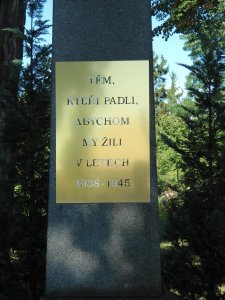 TĚM,
KTEŘÍ PADLI,
ABYCHOM
MY ŽILI
V LETECH
1938-1945